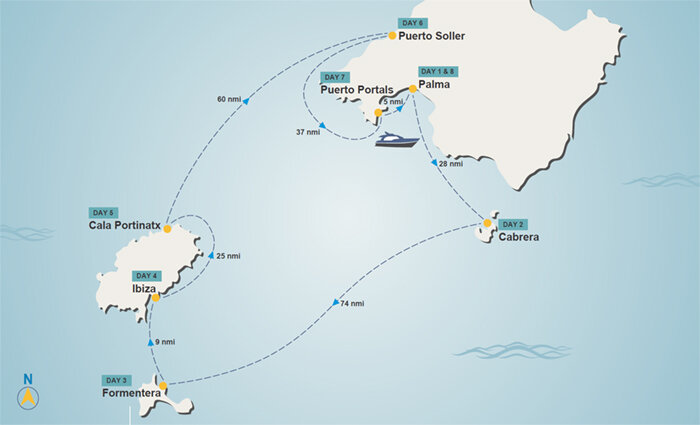 DAY 6
Puerto Soller
DAY 7
Puerto Portals
DAY 1 & 8
Palma
60 nmi
5 nmi
37 nmi
28 nmi
DAY 5
Cala Portinatx
DAY 2
Cabrera
25 nmi
DAY 4
Ibiza
74 nmi
9 nmi
N
DAY 3
Formentera